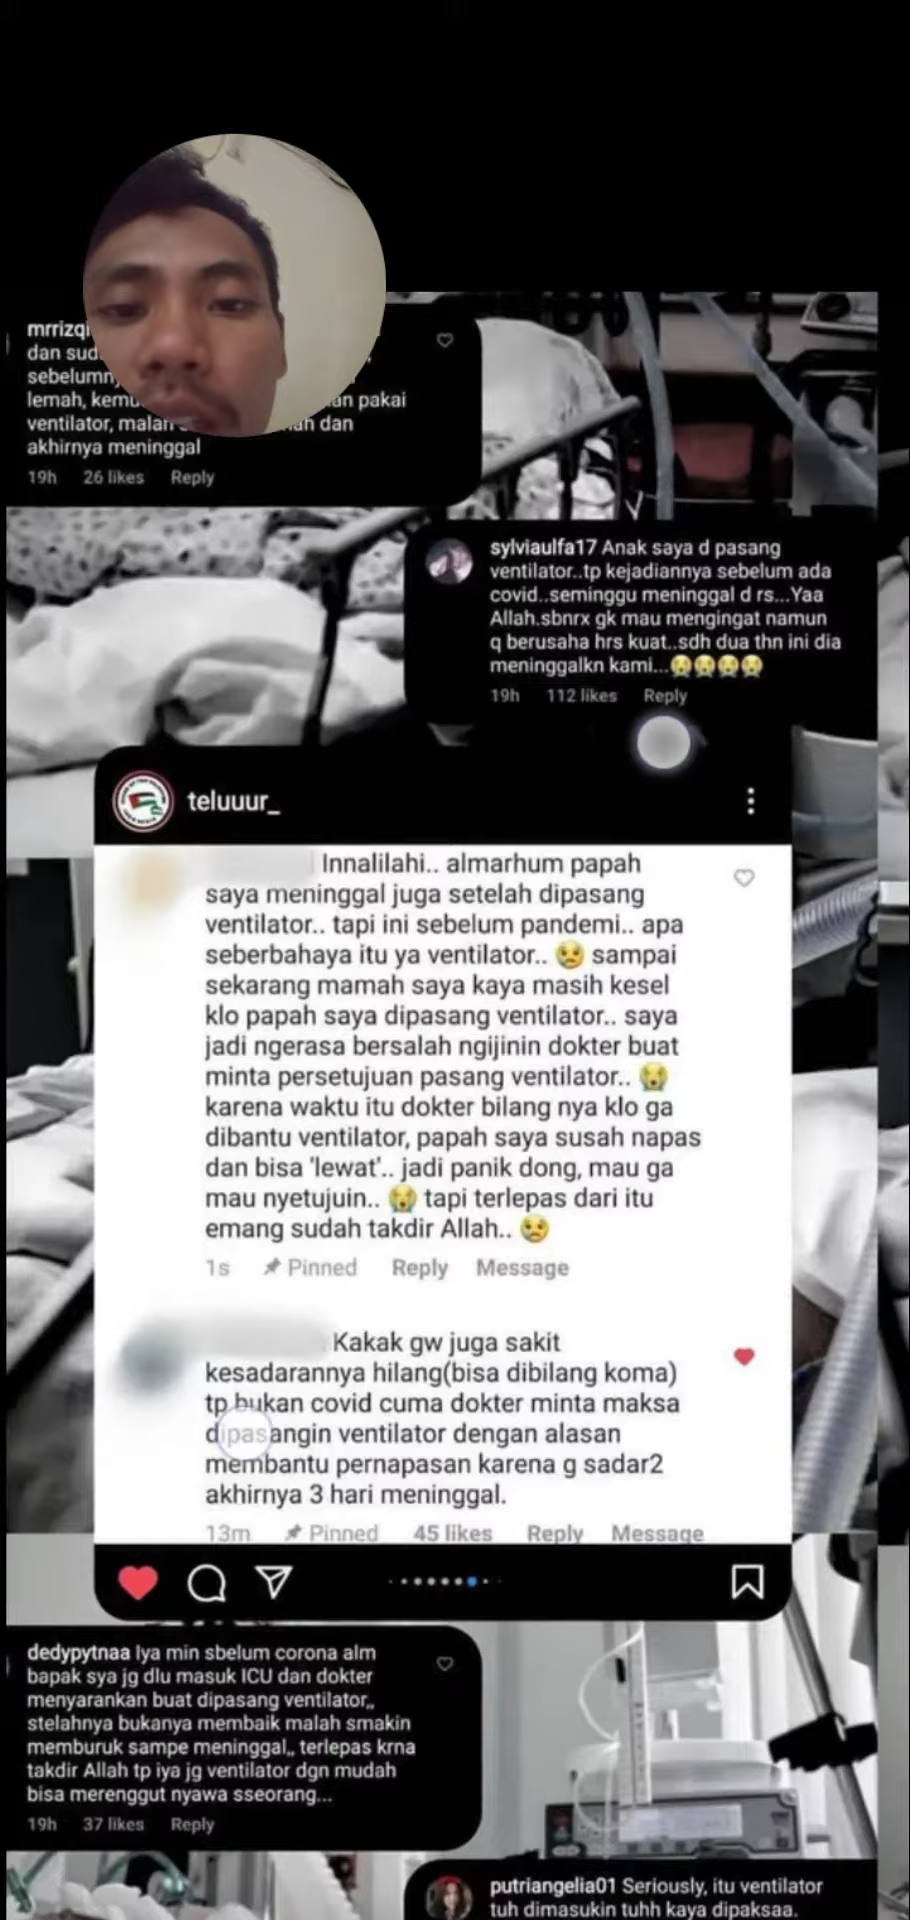 mrrizqi
dan sud
sebelumny
lemah, kemu an pakai
ventilator, malah ah dan
akhirnya meninggal
19h 26 likes Reply
sylviaulfa17 Anak saya d pasang
ventilator..tp kejadiannya sebelum ada
covid..seminggu meninggal d rs...Yaa
Allah.sbnrx gk mau mengingat namun
q berusaha hrs kuat..sdh dua thn ini dia
meninggalkn kami...😭😭😭😭
19h 112 likes Reply
teluuur_
Innalilahi.. almarhum papah
saya meninggal juga setelah dipasang
ventilator.. tapi ini sebelum pandemi.. apa
seberbahaya itu ya ventilator.. 😢 sampai
sekarang mamah saya kaya masih kesel
klo papah saya dipasang ventilator.. saya
jadi ngerasa bersalah ngijinin dokter buat
minta persetujuan pasang ventilator.. 😭
karena waktu itu dokter bilang nya klo ga
dibantu ventilator, papah saya susah napas
dan bisa 'lewat'.. jadi panik dong, mau ga
mau nyetujuin.. 😭 tapi terlepas dari itu
emang sudah takdir Allah.. 😢
1s Pinned Reply Message
Kakak gw juga sakit
kesadarannya hilang(bisa dibilang koma)
tp bukan covid cuma dokter minta maksa
dipasangin ventilator dengan alasan
membantu pernapasan karena g sadar2
akhirnya 3 hari meninggal.
13m Pinned 45 likes Reply Message
dedypytnaa Iya min sbelum corona alm
bapak sya jg dlu masuk ICU dan dokter
menyarankan buat dipasang ventilator,,
stelahnya bukanya membaik malah smakin
memburuk sampe meninggal,, terlepas krna
takdir Allah tp iya jg ventilator dgn mudah
bisa merenggut nyawa sseorang...
19h 37 likes Reply
putriangelia01 Seriously, itu ventilator
tuh dimasukin tuhh kaya dipaksaa.